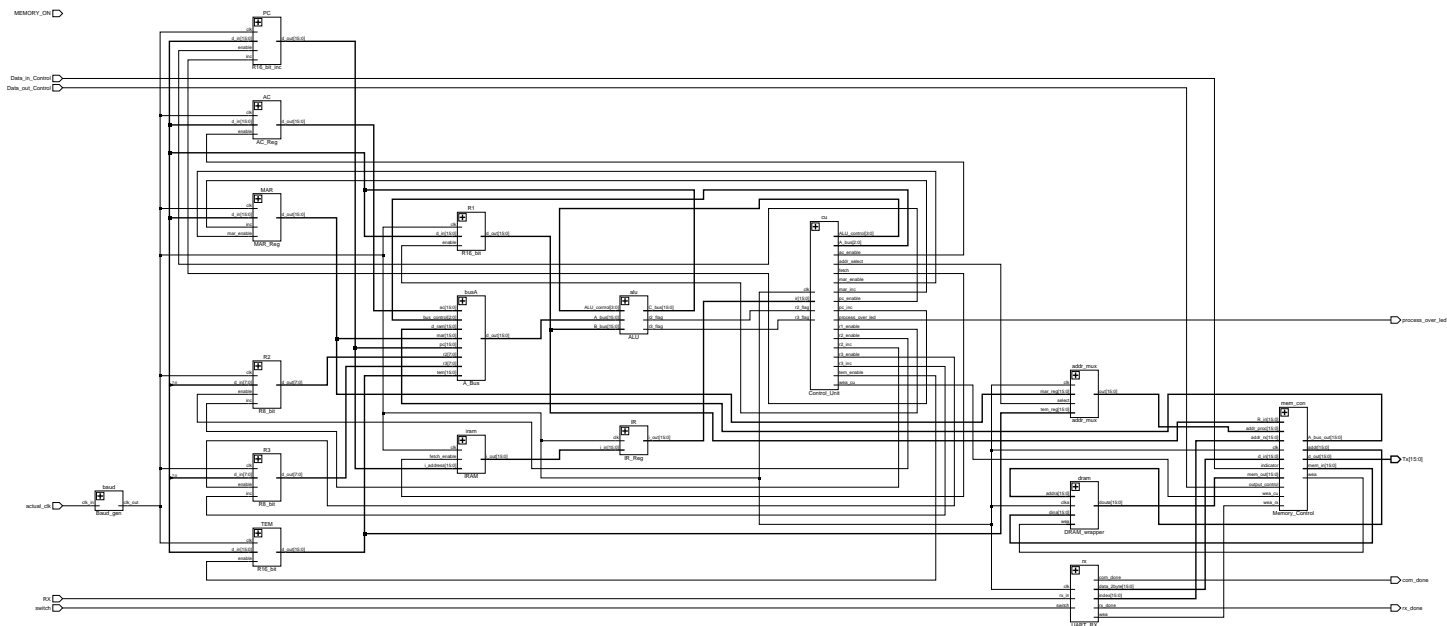 MEMORY_ON
Data_in_Control
Data_out_Control
actual_clk
RX
switch
PC
clk
d_in[15:0]
enable
inc
d_out[15:0]
R16_bit_inc
AC
clk
d_in[15:0]
enable
d_out[15:0]
AC_Reg
MAR
clk
d_in[15:0]
inc
mar_enable
d_out[15:0]
MAR_Reg
R2
clk
d_in[7:0]
enable
inc
d_out[7:0]
R8_bit
R3
clk
d_in[7:0]
enable
inc
d_out[7:0]
R8_bit
baud
clk_in
clk_out
Baud_gen
TEM
clk
d_in[15:0]
enable
d_out[15:0]
R16_bit
R1
clk
d_in[15:0]
enable
d_out[15:0]
R16_bit
busA
ac[15:0]
bus_control[2:0]
d_ram[15:0]
mar[15:0]
pc[15:0]
r2[7:0]
r3[7:0]
tem[15:0]
d_out[15:0]
A_Bus
iram
clk
fetch_enable
i_address[15:0]
i_out[15:0]
IRAM
alu
ALU_control[3:0]
A_bus[15:0]
B_bus[15:0]
C_bus[15:0]
r2_flag
r3_flag
ALU
IR
clk
i_in[15:0]
i_out[15:0]
IR_Reg
cu
clk
ir[15:0]
r2_flag
r3_flag
ALU_control[3:0]
A_bus[2:0]
ac_enable
addr_select
fetch
mar_enable
mar_inc
pc_enable
pc_inc
process_over_led
r1_enable
r2_enable
r2_inc
r3_enable
r3_inc
tem_enable
wea_cu
Control_Unit
addr_mux
clk
mar_reg[15:0]
select
tem_reg[15:0]
out[15:0]
addr_mux
dram
addra[15:0]
clka
dina[15:0]
wea
douta[15:0]
DRAM_wrapper
rx
clk
rx_in
switch
com_done
data_2byte[15:0]
index[15:0]
rx_done
wea
UART_RX
mem_con
R_in[15:0]
addr_proc[15:0]
addr_rx[15:0]
clk
d_in[15:0]
indicator
mem_out[15:0]
output_control
wea_cu
wea_rx
A_bus_out[15:0]
addr[15:0]
d_out[15:0]
mem_in[15:0]
wea
Memory_Control
process_over_led
Tx[15:0]
com_done
rx_done